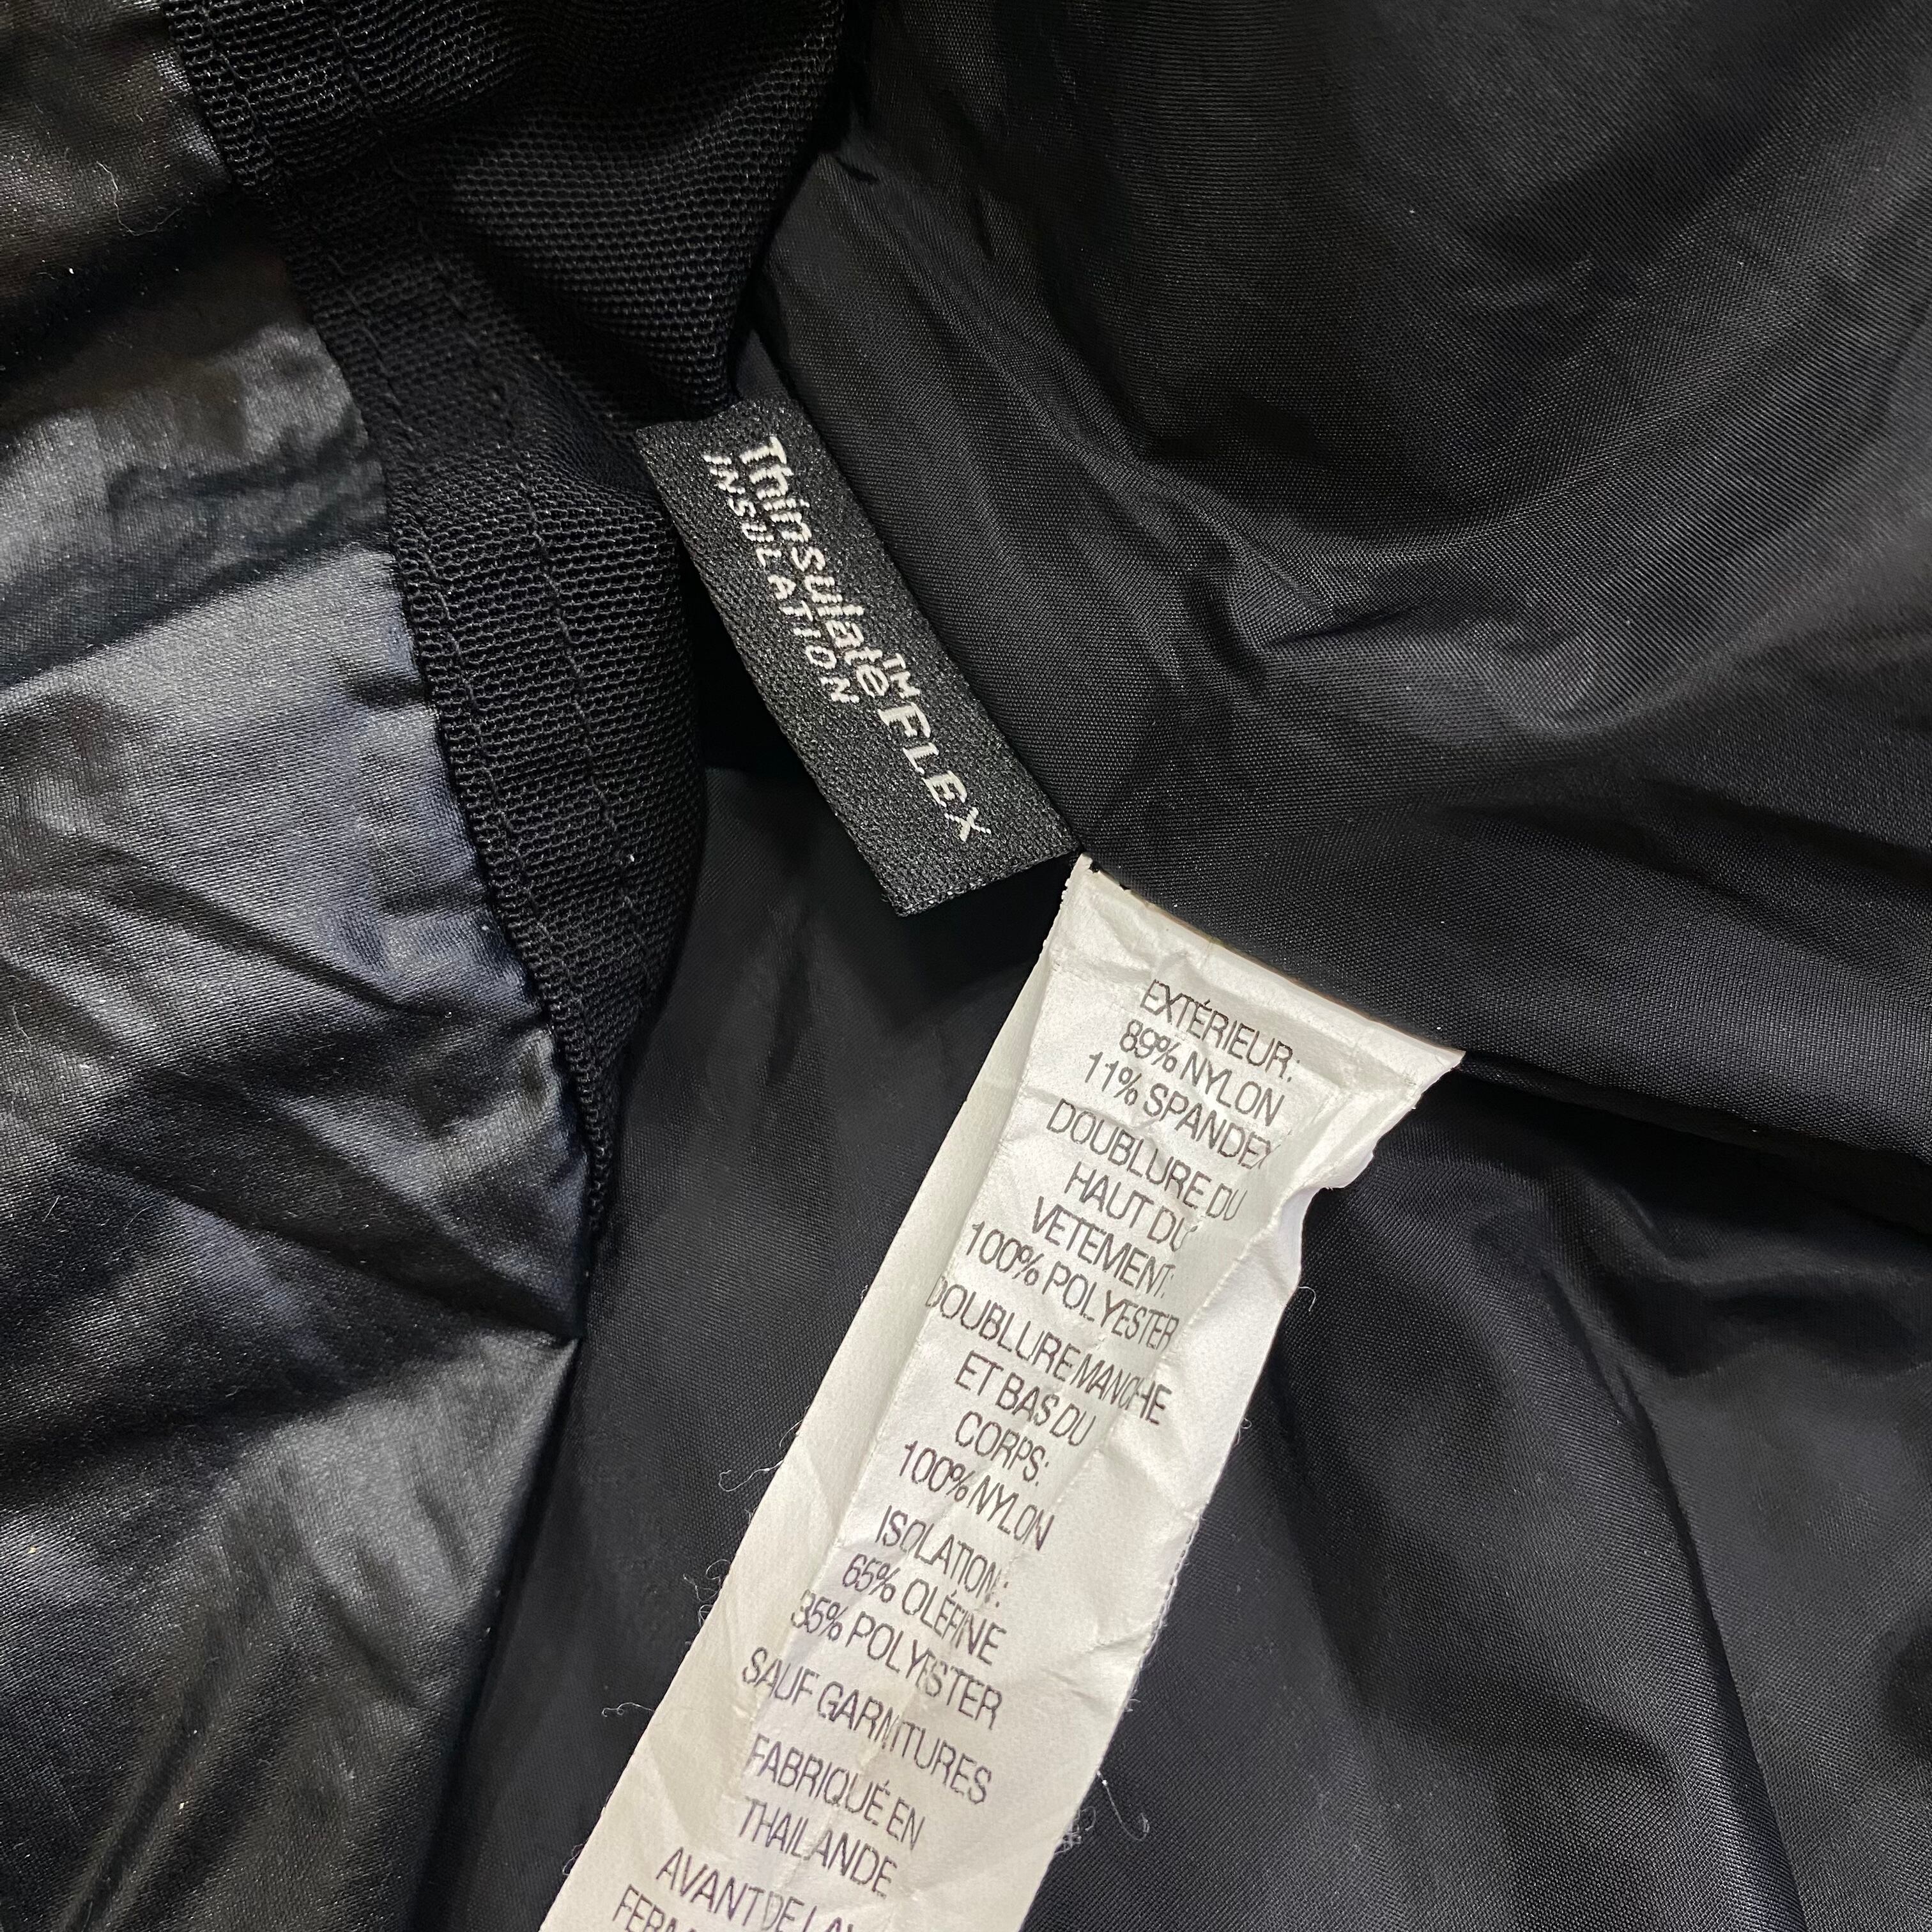 Thinsulate™ FLEX
INSULATION
EXTÉRIEUR:
89% NYLON
11% SPANDEX
DOUBLURE DU
HAUT DU
VETEMENT:
100% POLYESTER
DOUBLURE MANCHE
ET BAS DU
CORPS:
100% NYLON
ISOLATION:
65% OLÉFINE
35% POLYESTER
SAUF GARNITURES
FABRIQUÉ EN
THAILANDE
AVANT DE